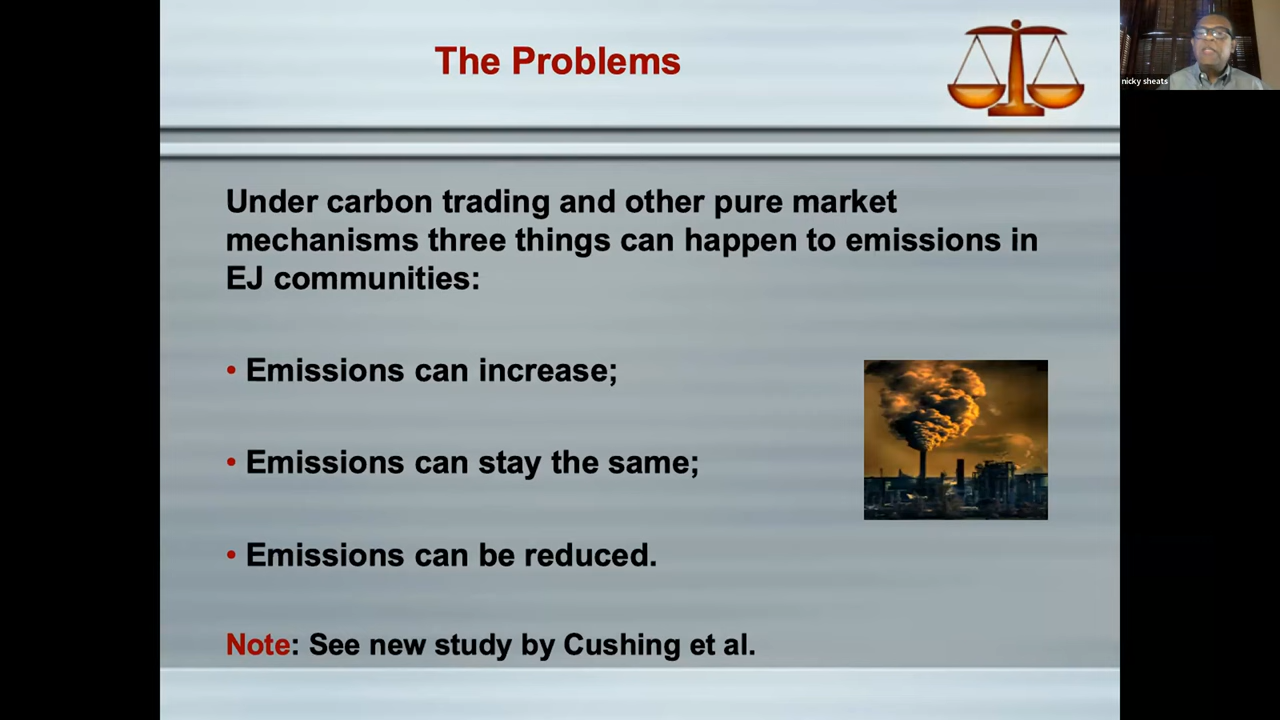 The Problems
nicky sheats
Under carbon trading and other pure market
mechanisms three things can happen to emissions in
EJ communities:
• Emissions can increase;
• Emissions can stay the same;
• Emissions can be reduced.
Note: See new study by Cushing et al.